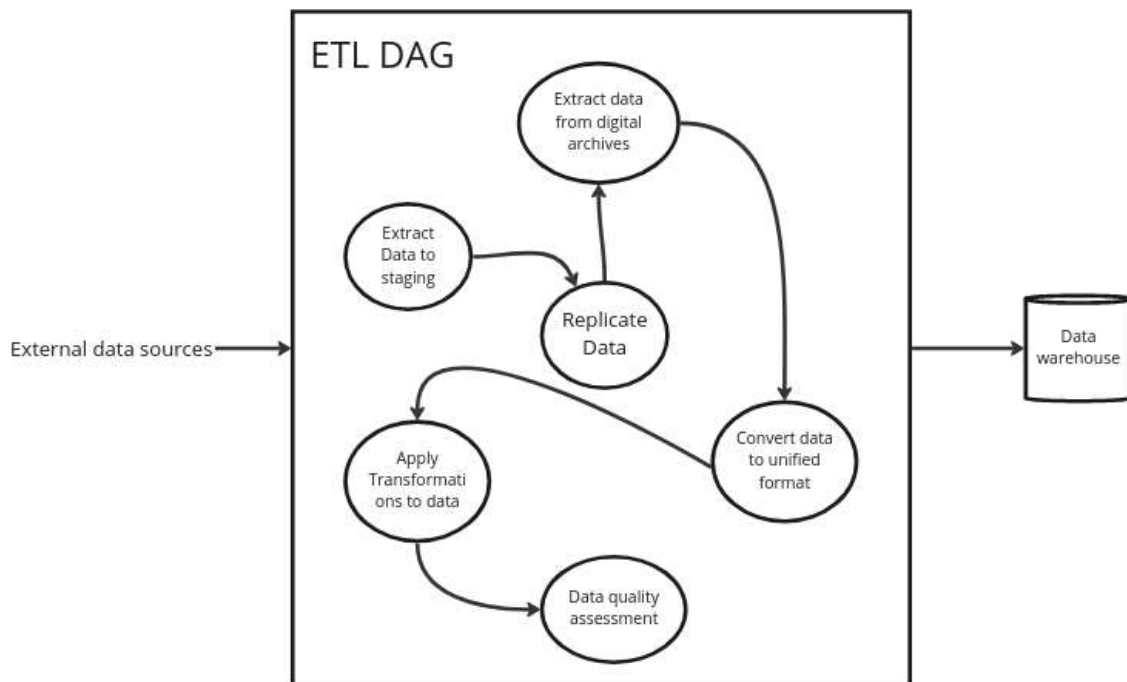 ETL DAG
Extract data
from digital
archives
Extract
Data to
staging
Replicate
Data
External data sources
Data
warehouse
Convert data
to unified
format
Apply
Transformati
ons to data
Data quality
assessment